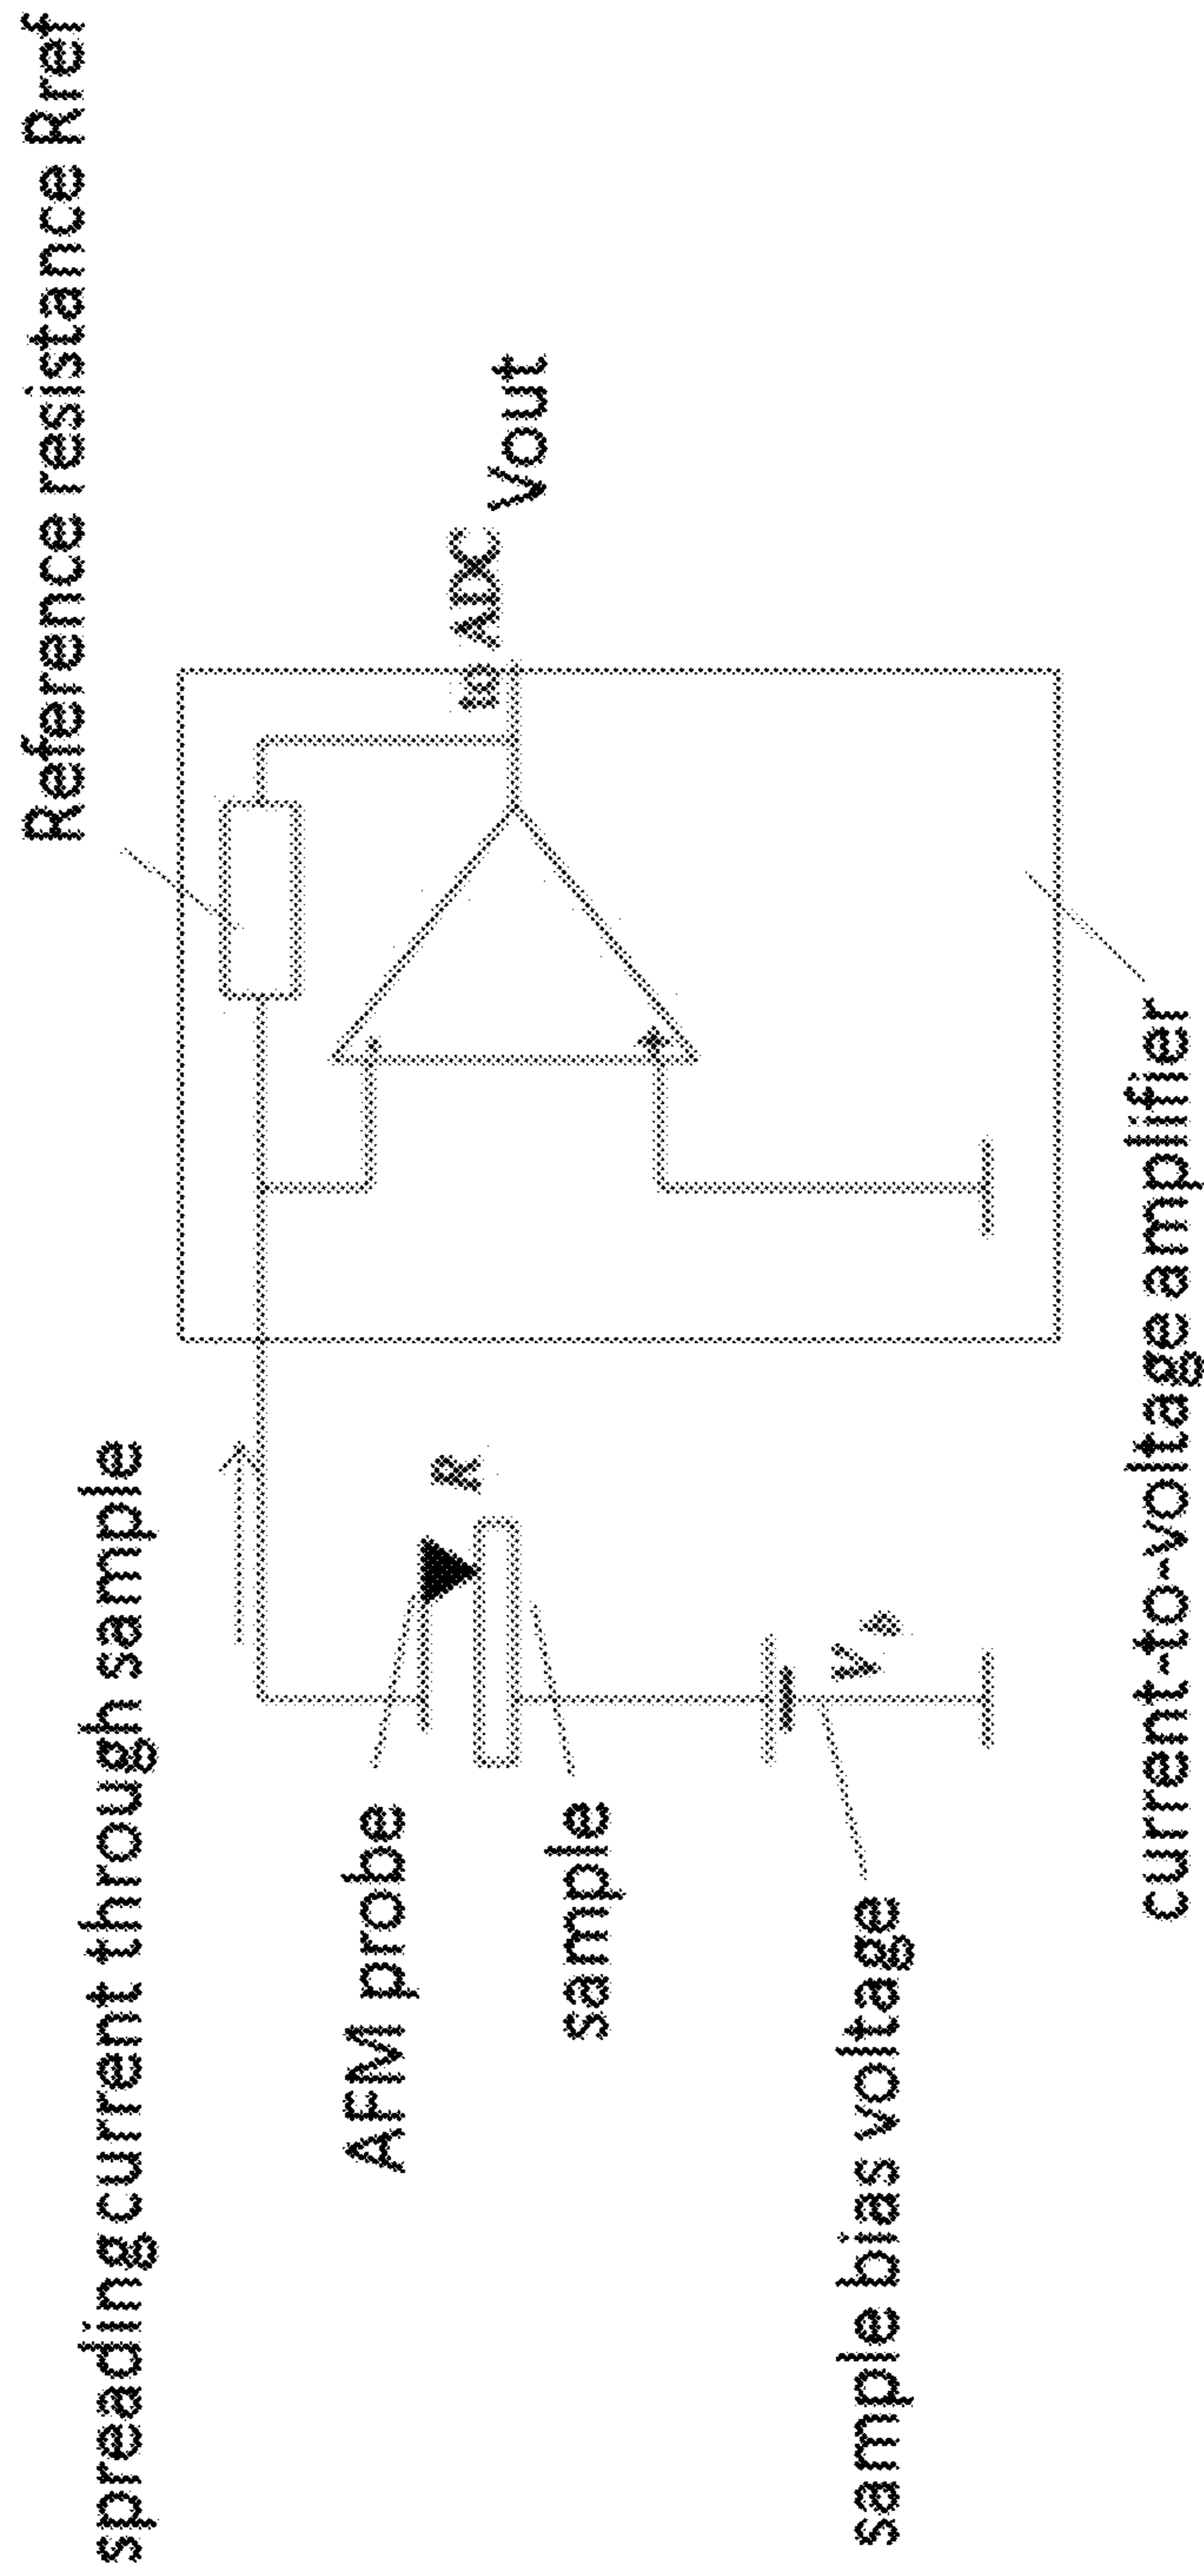 Reference resistance Rref
spreading current through sample
to ADC
Vout
R
AFM probe
sample
V
sample bias voltage
current-to-voltage amplifier